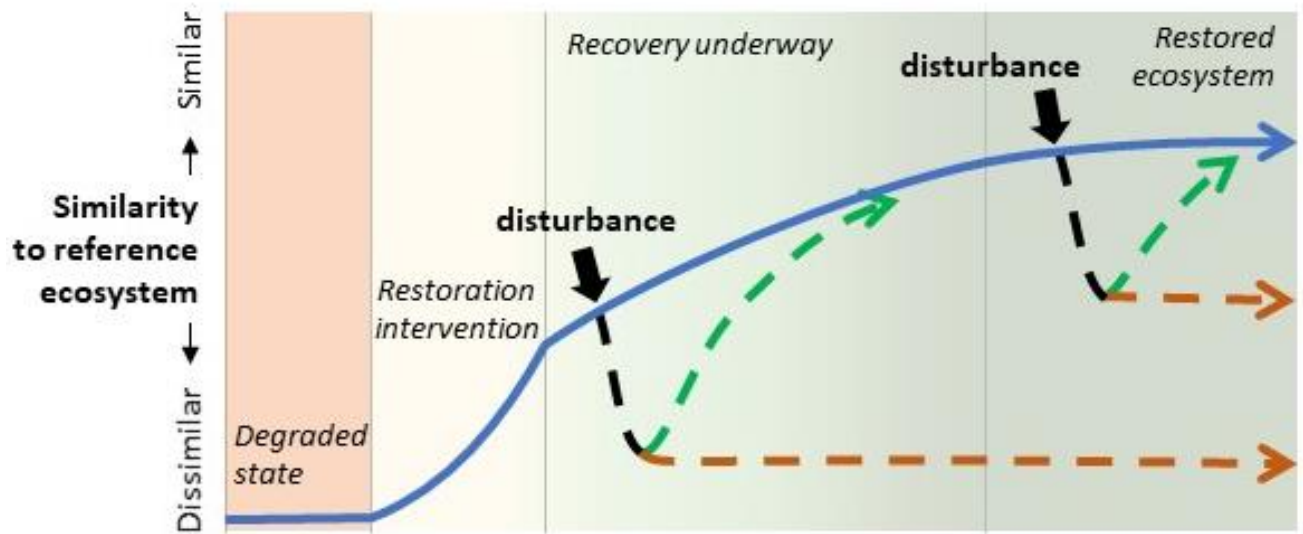 Similar
Similarity
to reference
ecosystem
Dissimilar
Degraded
state
Restoration
intervention
Recovery underway
disturbance
disturbance
Restored
ecosystem